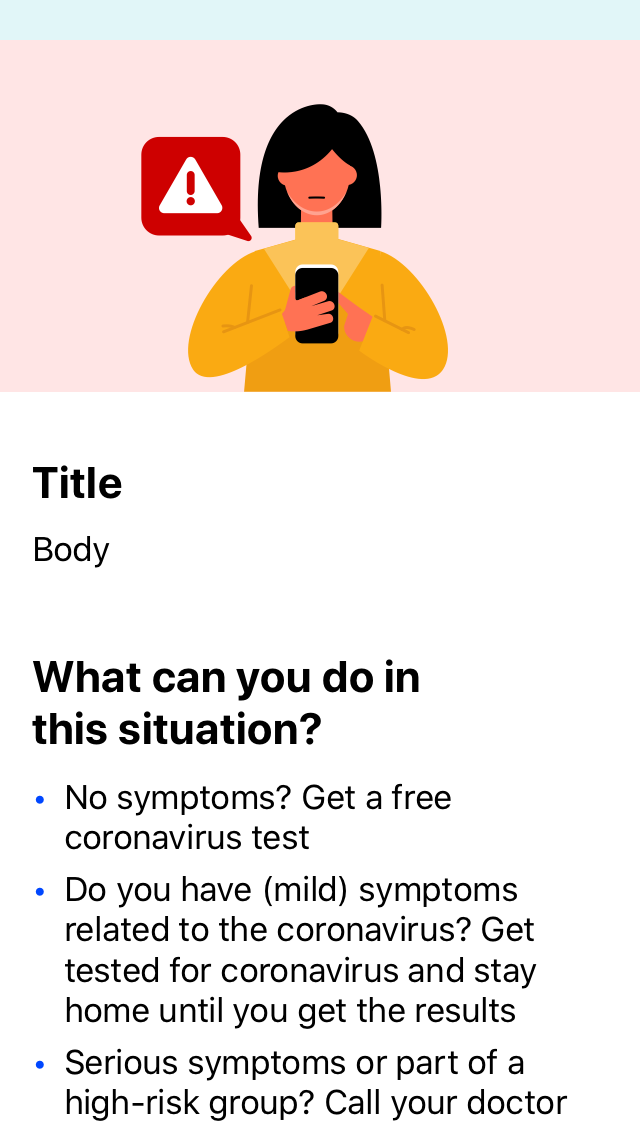 Title
Body
What can you do in
this situation?
• No symptoms? Get a free
coronavirus test
• Do you have (mild) symptoms
related to the coronavirus? Get
tested for coronavirus and stay
home until you get the results
• Serious symptoms or part of a
high-risk group? Call your doctor